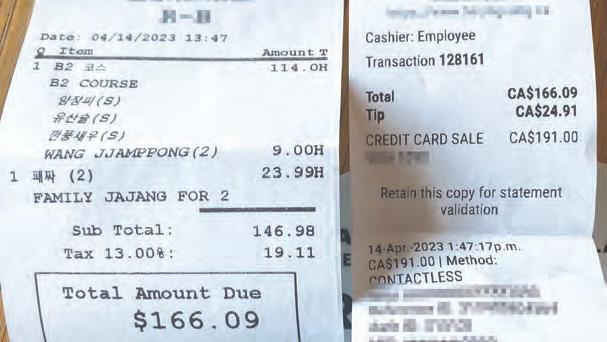 Date: 04/14/2023 13:47
Q Item Amount T
1 B2 코스 114.0H
B2 COURSE
양장피(S)
유산슬(S)
깐풍새우(S)
WANG JJAMPPONG(2) 9.00H
1 패짜 (2) 23.99H
FAMILY JAJANG FOR 2
Sub Total: 146.98
Tax 13.00%: 19.11
Total Amount Due
$166.09
Cashier: Employee
Transaction 128161
Total CA$166.09
Tip CA$24.91
CREDIT CARD SALE CA$191.00
Retain this copy for statement
validation
14-Apr-2023 1:47:17p.m.
CA$191.00 | Method:
CONTACTLESS